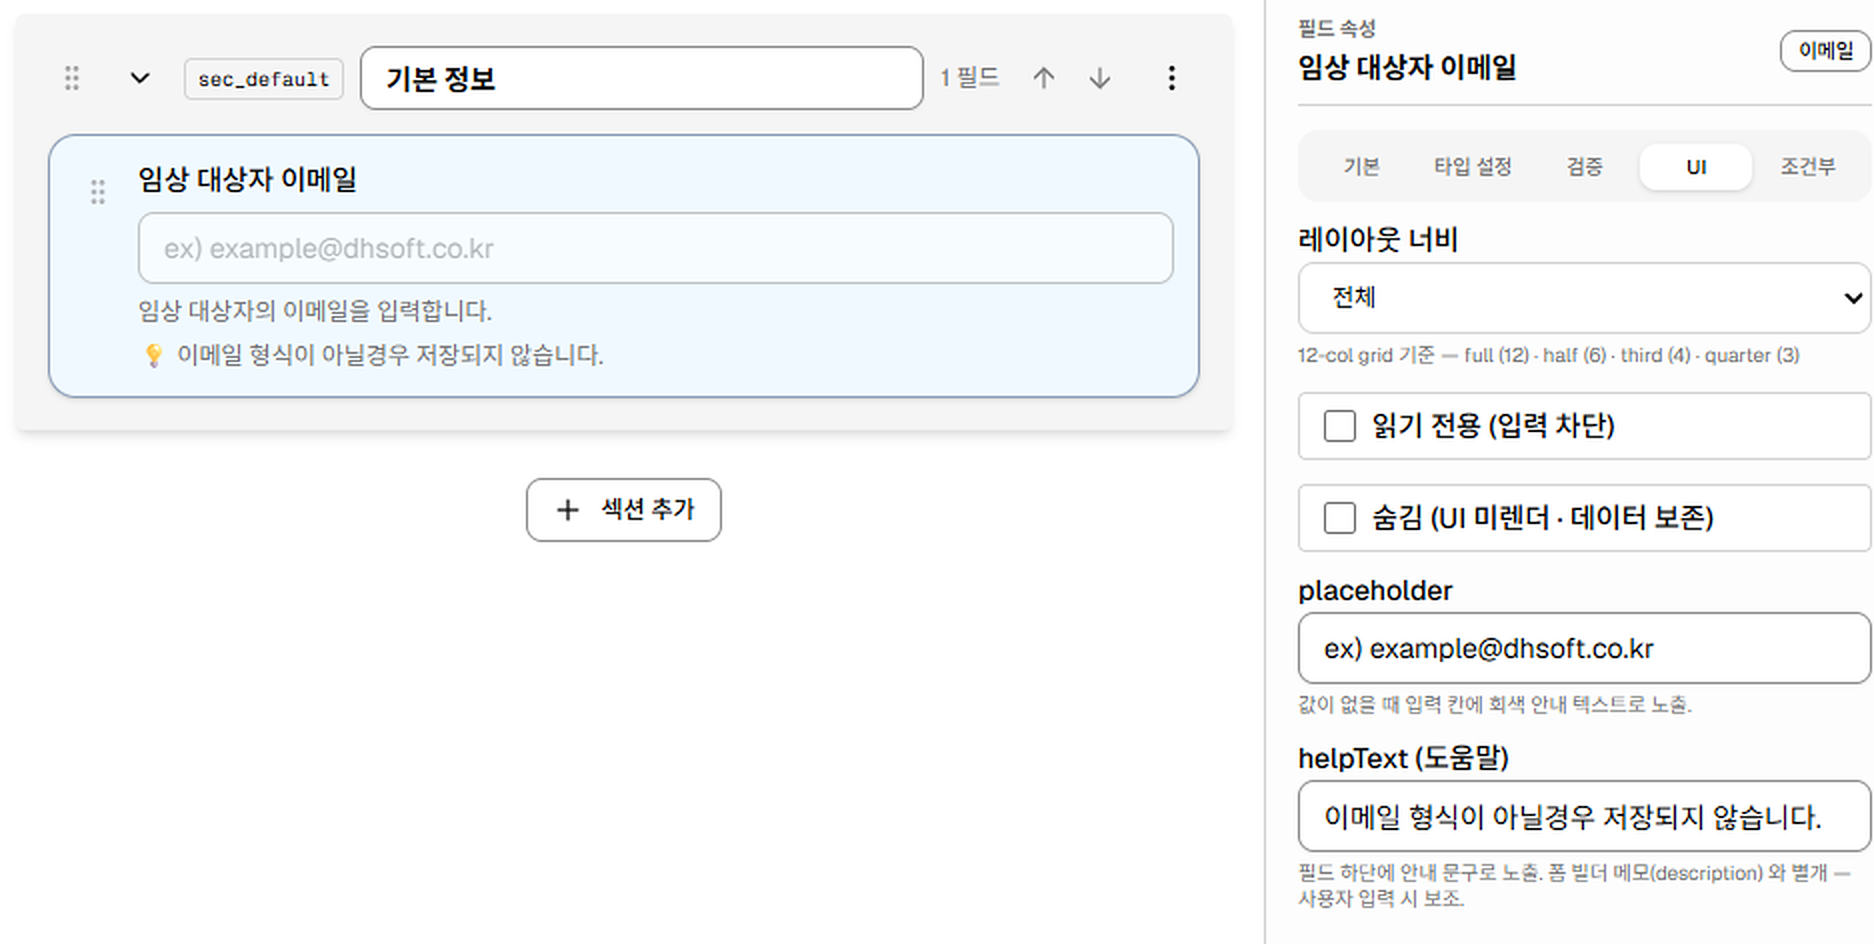 sec_default
기본 정보
1 필드
임상 대상자 이메일
ex) example@dhsoft.co.kr
임상 대상자의 이메일을 입력합니다.
💡 이메일 형식이 아닐경우 저장되지 않습니다.
섹션 추가
필드 속성
임상 대상자 이메일
이메일
기본 타입 설정 검증 UI 조건부
레이아웃 너비
전체
12-col grid 기준 — full (12) · half (6) · third (4) · quarter (3)
읽기 전용 (입력 차단)
숨김 (UI 미렌더 · 데이터 보존)
placeholder
ex) example@dhsoft.co.kr
값이 없을 때 입력 칸에 회색 안내 텍스트로 노출.
helpText (도움말)
이메일 형식이 아닐경우 저장되지 않습니다.
필드 하단에 안내 문구로 노출. 폼 빌더 메모(description) 와 별개 —
사용자 입력 시 보조.